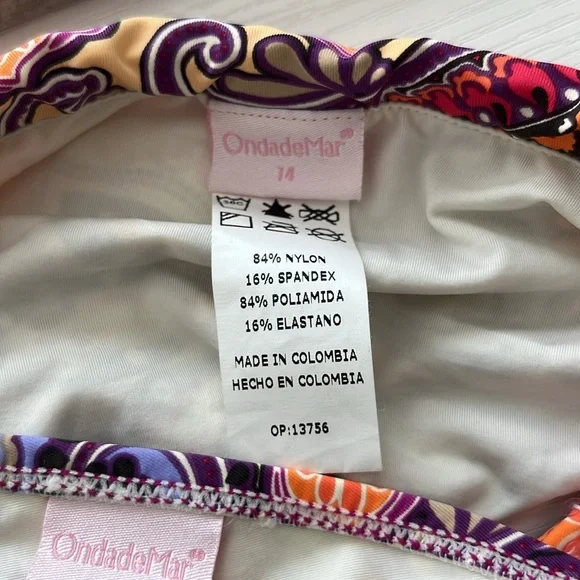 OndadeMar®
14
84% NYLON
16% SPANDEX
84% POLIAMIDA
16% ELASTANO
MADE IN COLOMBIA
HECHO EN COLOMBIA
OP:13756
OndadeMar®